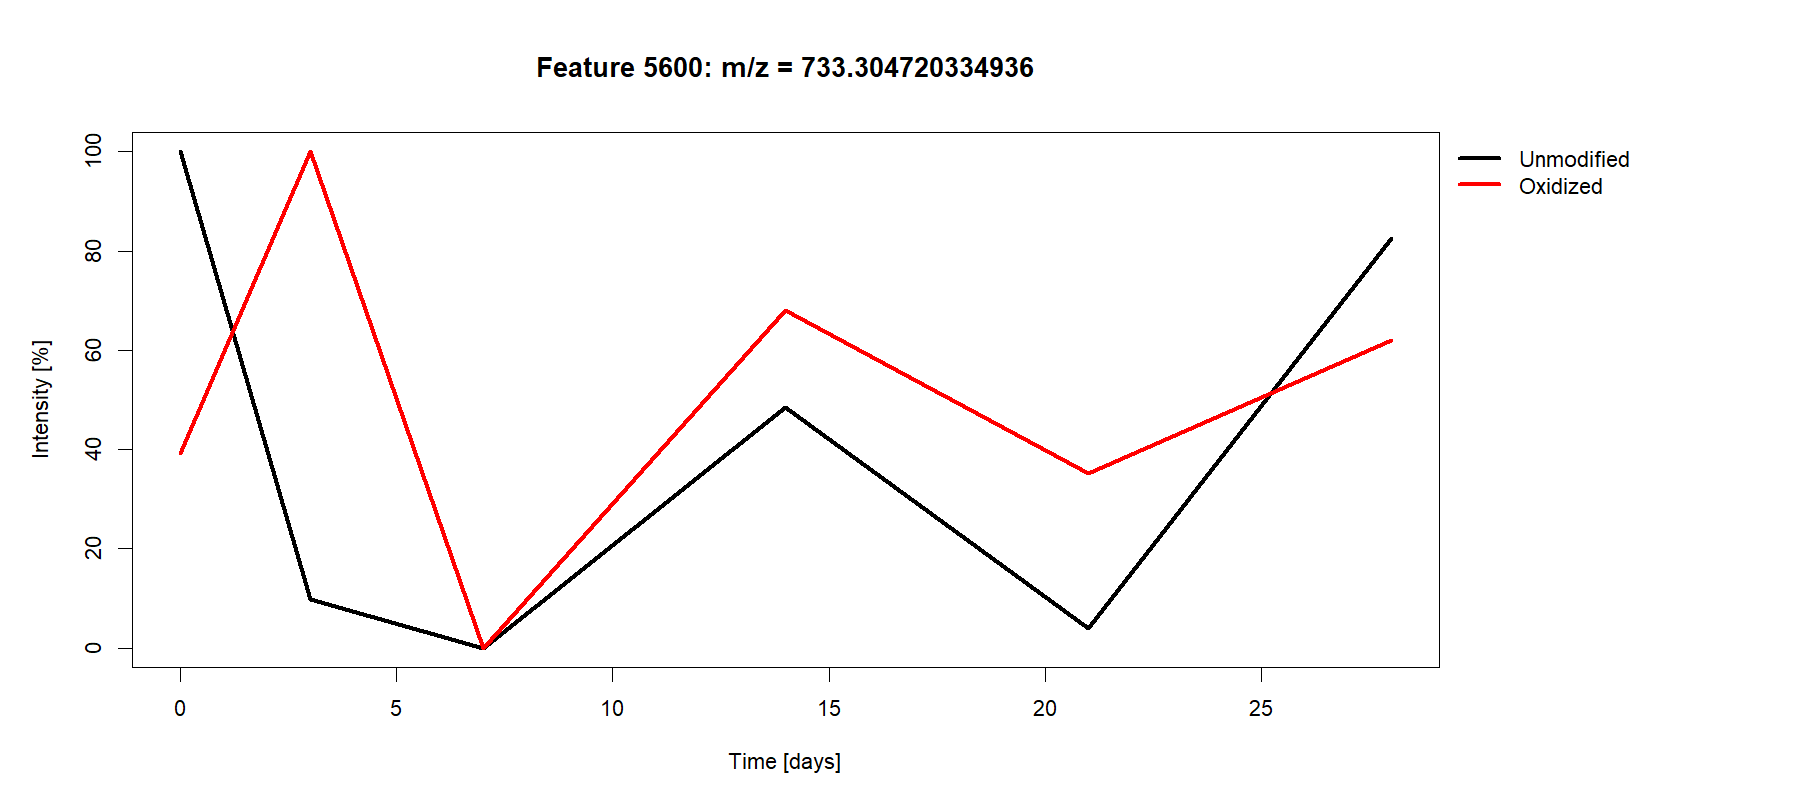 Feature 5600: m/z = 733.304720334936
Unmodified
Oxidized
Intensity [%]
100
80
60
40
20
0
0 5 10 15 20 25
Time [days]